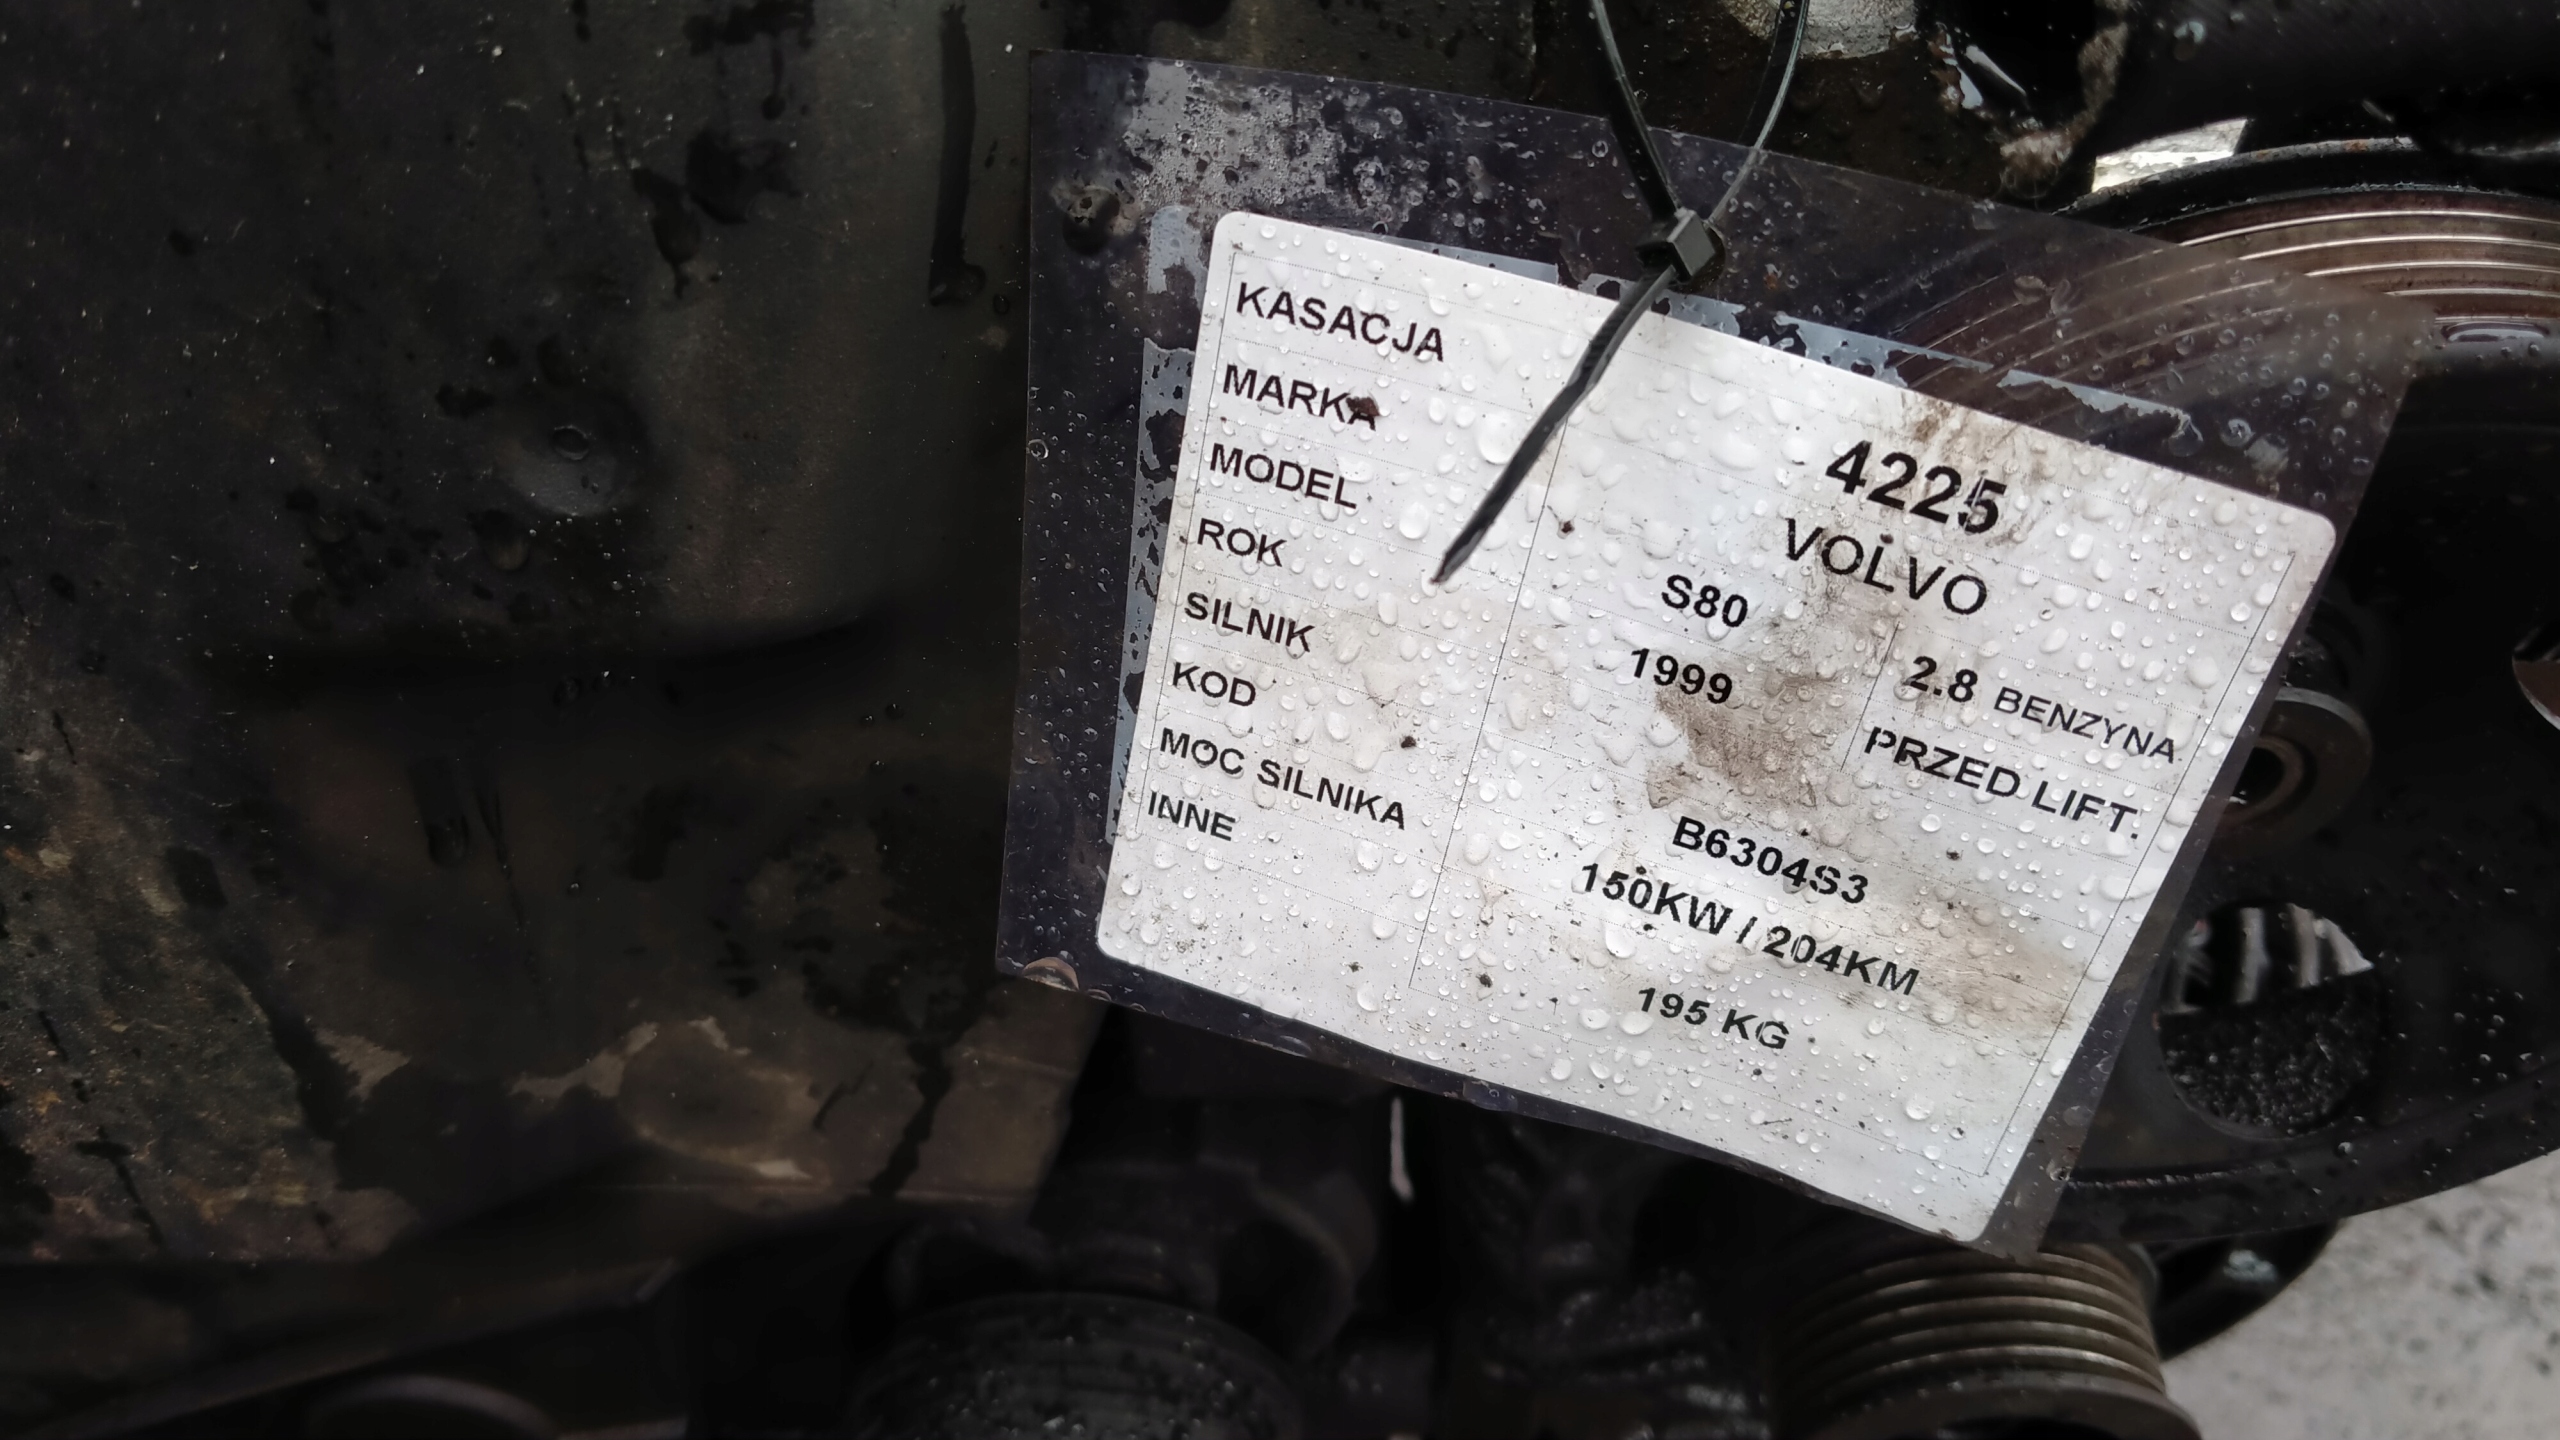 KASACJA 4225
MARKA VOLVO
MODEL S80 2.8 BENZYNA
ROK 1999 PRZED LIFT.
SILNIK
KOD B6304S3
MOC SILNIKA 150KW / 204KM
INNE 195 KG